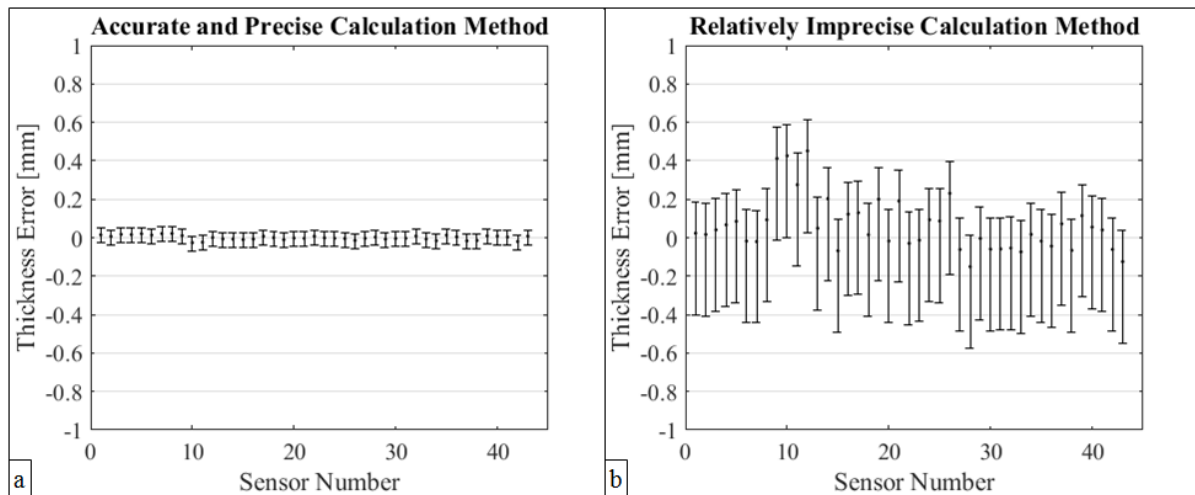 Accurate and Precise Calculation Method
1
0.8
0.6
0.4
0.2
0
-0.2
-0.4
-0.6
-0.8
-1
Thickness Error [mm]
0 10 20 30 40
Sensor Number
a
Relatively Imprecise Calculation Method
1
0.8
0.6
0.4
0.2
0
-0.2
-0.4
-0.6
-0.8
-1
Thickness Error [mm]
0 10 20 30 40
Sensor Number
b